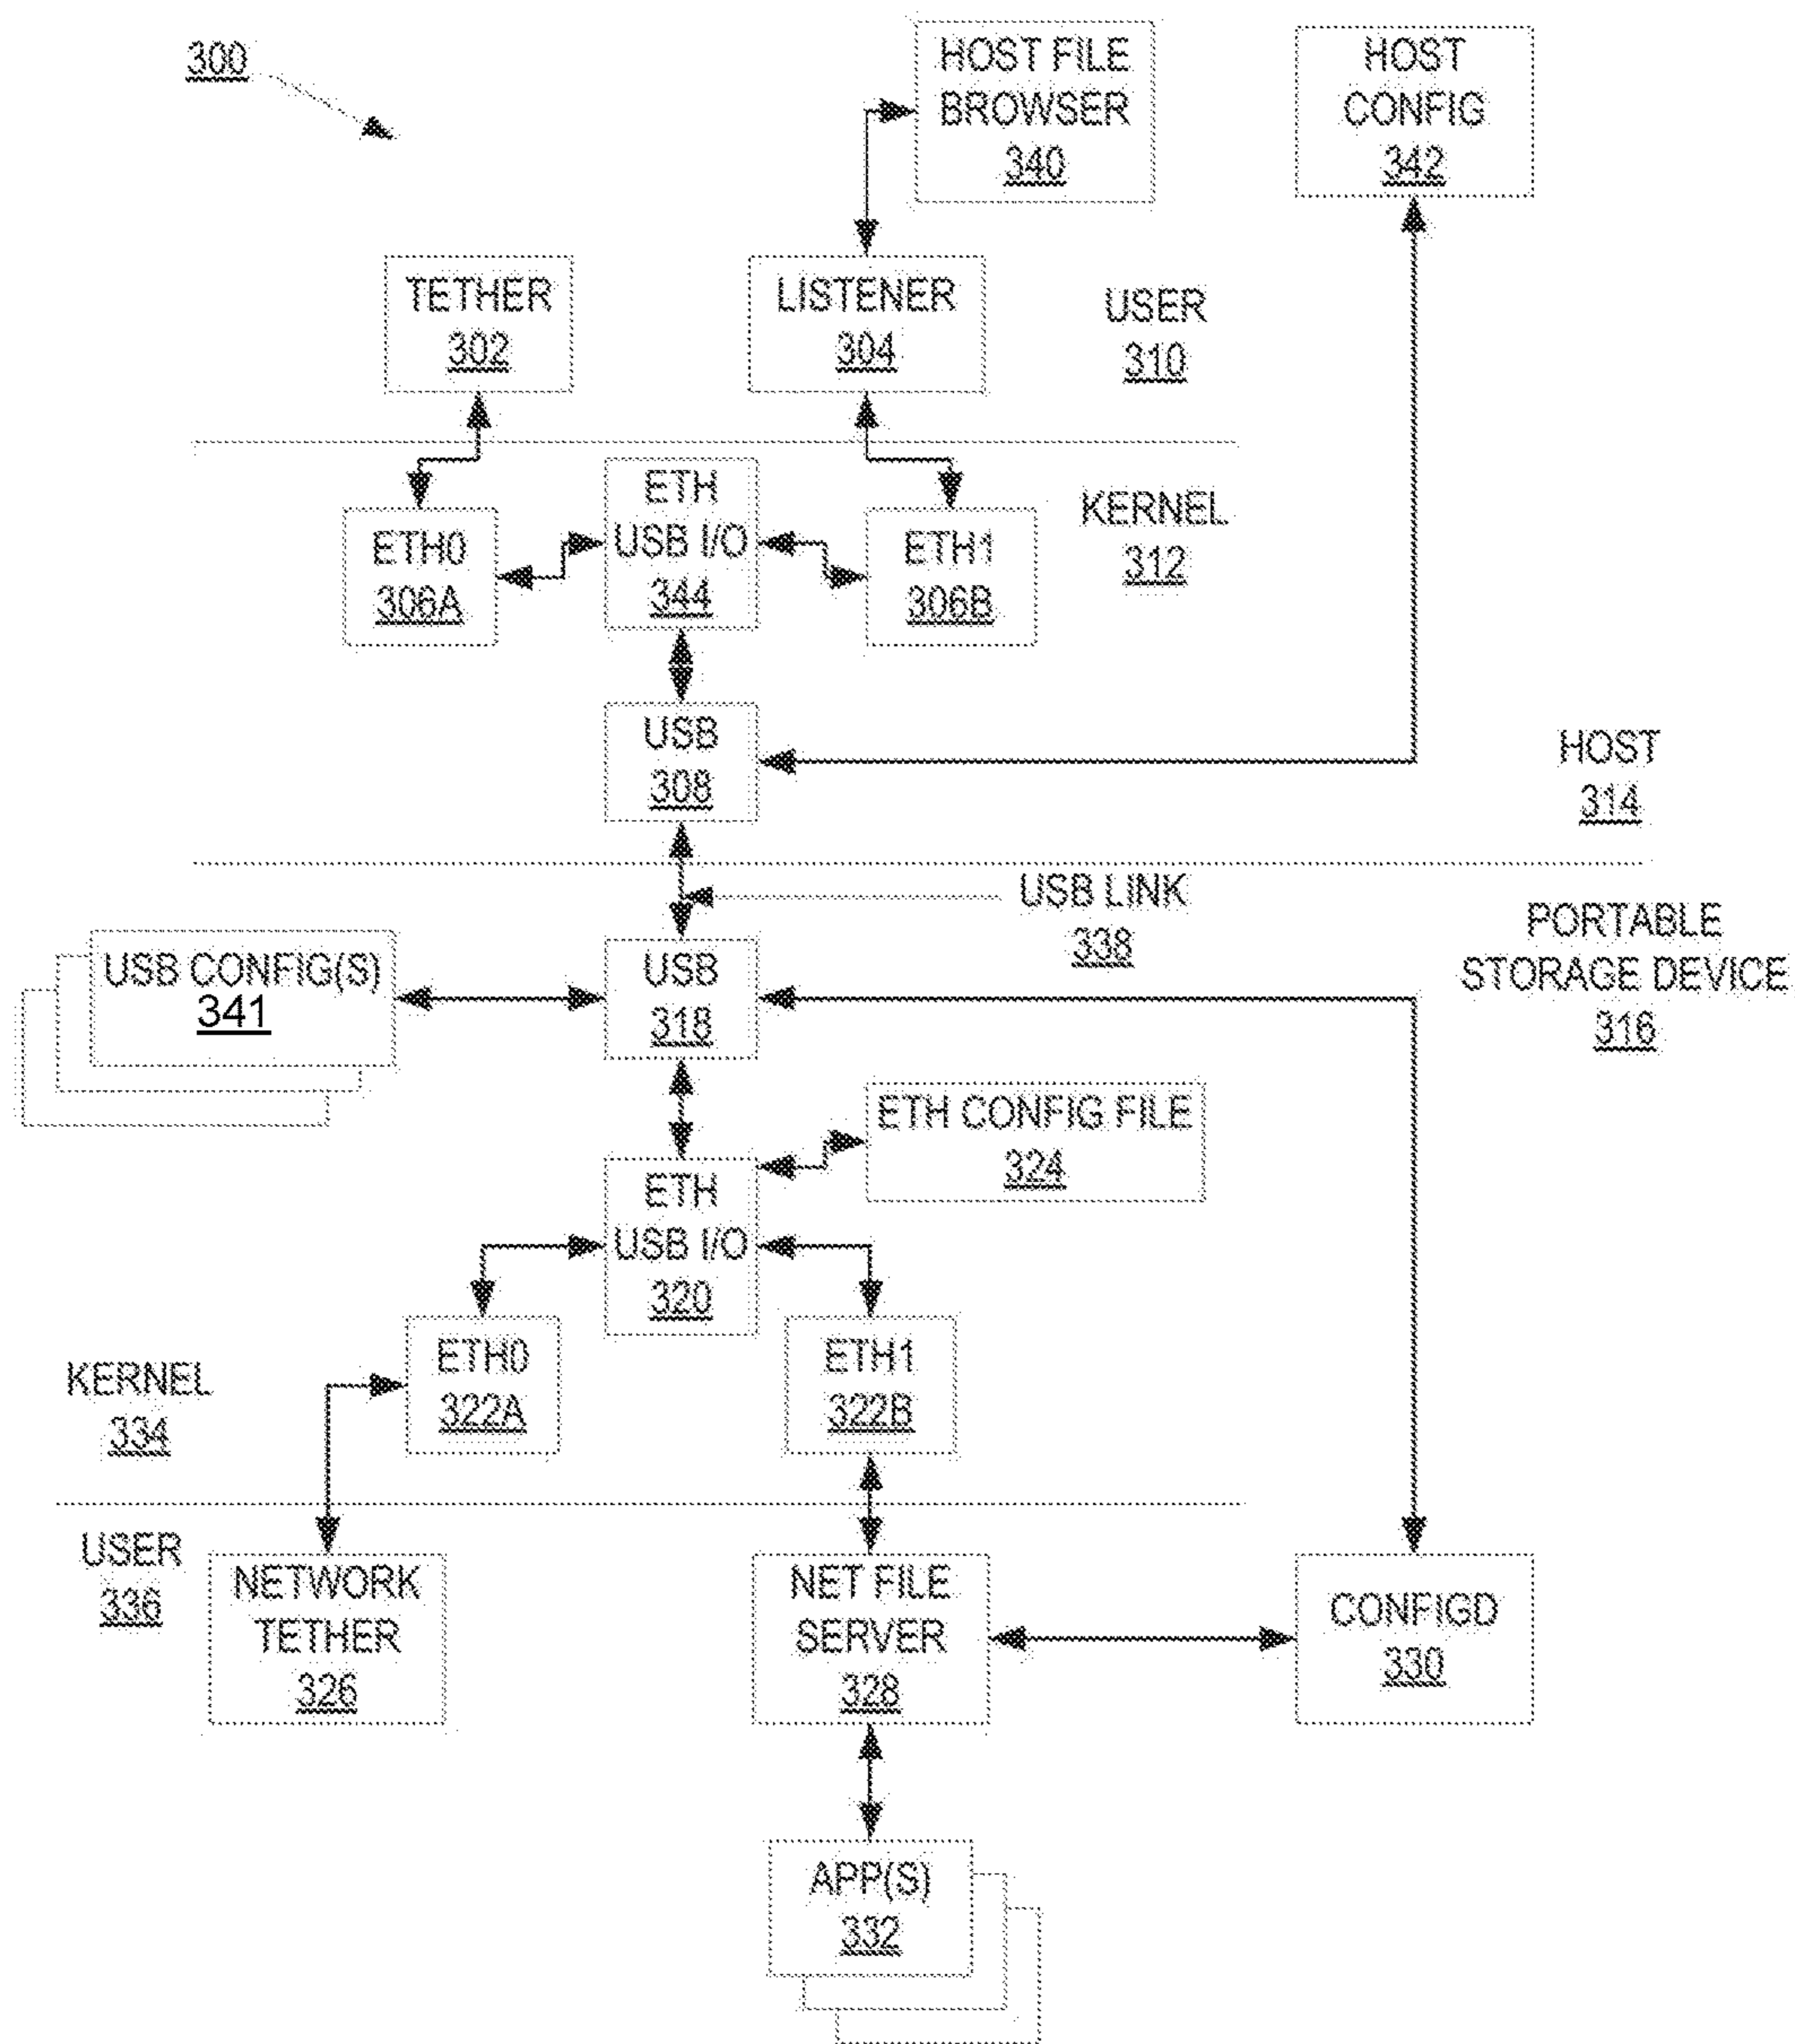 300
HOST FILE
BROWSER
340
HOST
CONFIG
342
TETHER
302
LISTENER
304
USER
310
ETH0
306A
ETH
USB I/O
344
ETH1
306B
KERNEL
312
USB
308
HOST
314
USB LINK
338
PORTABLE
STORAGE DEVICE
316
USB CONFIG(S)
341
USB
318
ETH CONFIG FILE
324
ETH
USB I/O
320
ETH0
322A
ETH1
322B
KERNEL
334
USER
336
NETWORK
TETHER
326
NET FILE
SERVER
328
CONFIGD
330
APP(S)
332